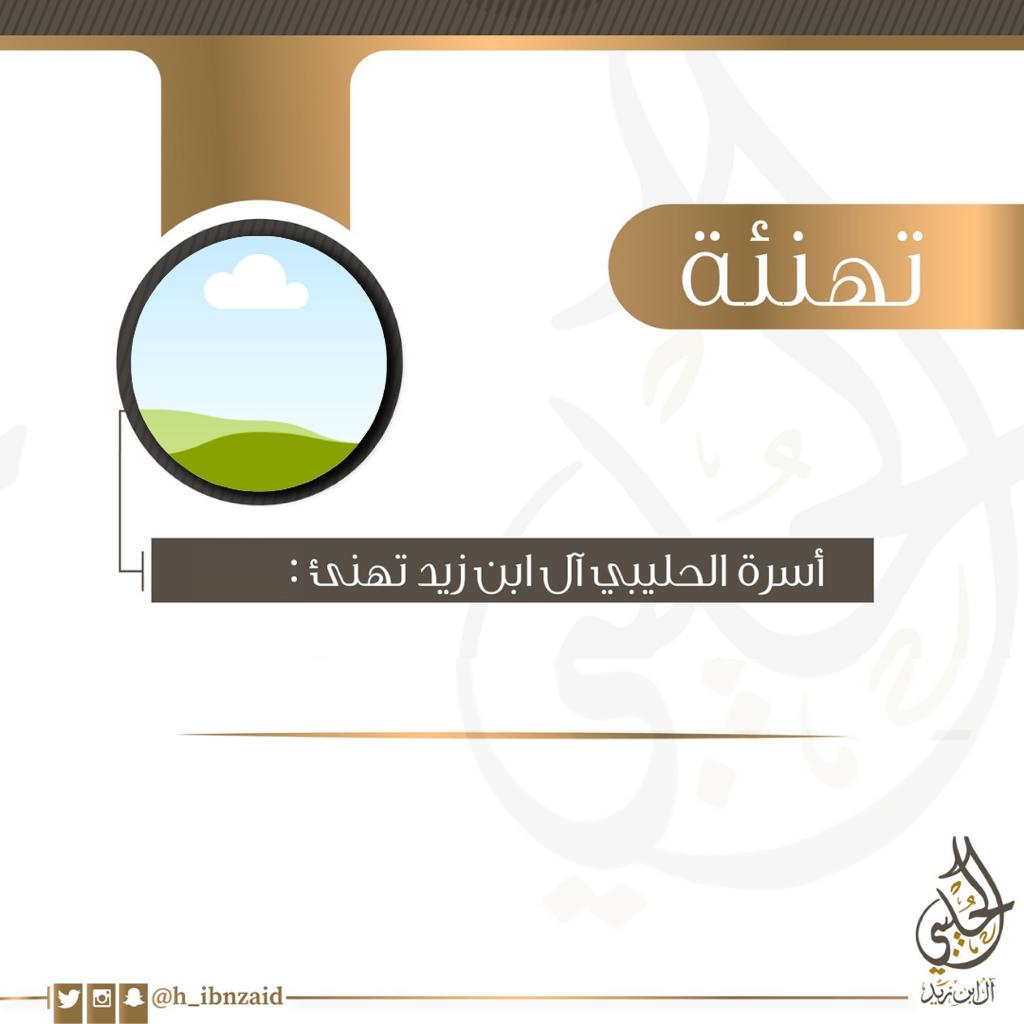 تهنئة
أسرة الحليبي آل ابن زيد تهنئ :
الحليبي
آل ابن زيد
@h_ibnzaid